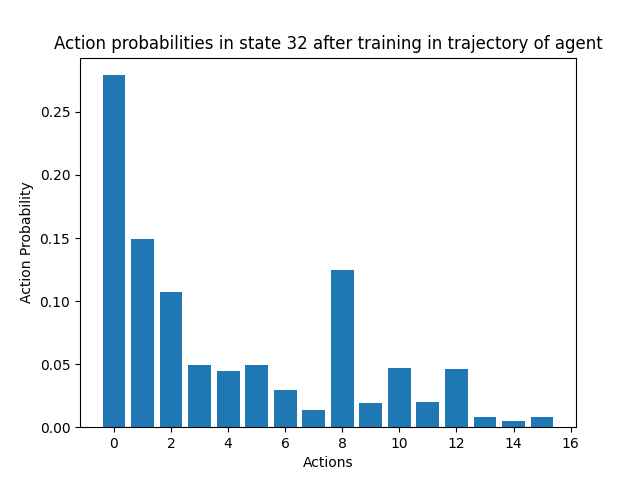 Action probabilities in state 32 after training in trajectory of agent
0.25
0.20
0.15
0.10
0.05
0.00
Action Probability
0 2 4 6 8 10 12 14 16
Actions